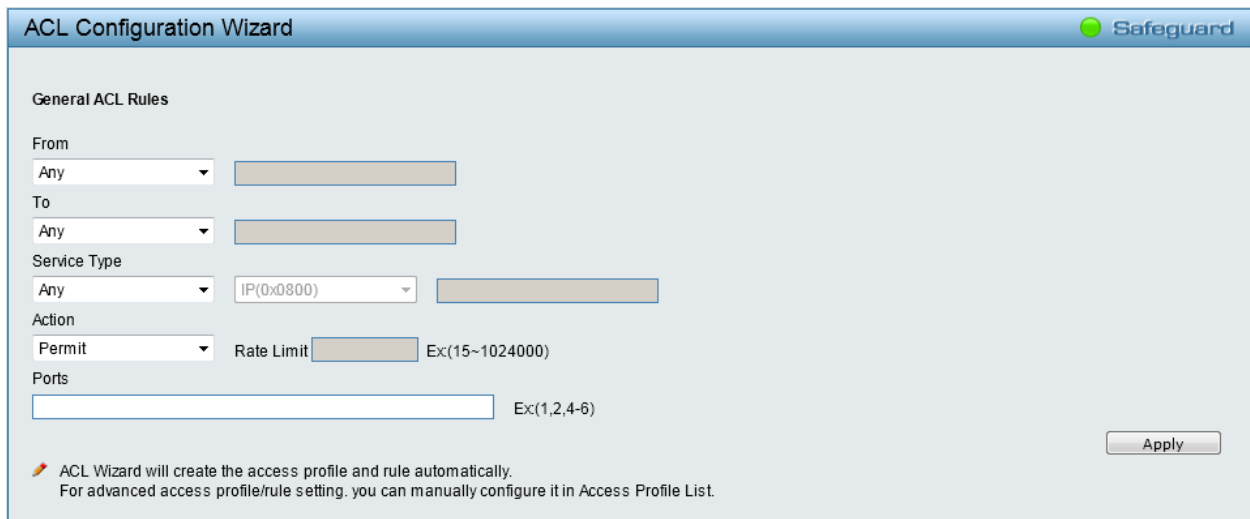 ACL Configuration Wizard
Safeguard
General ACL Rules
From
Any
To
Any
Service Type
Any IP(0x0800)
Action
Permit Rate Limit Ex:(15~1024000)
Ports
Ex:(1,2,4-6)
Apply
ACL Wizard will create the access profile and rule automatically.
For advanced access profile/rule setting. you can manually configure it in Access Profile List.